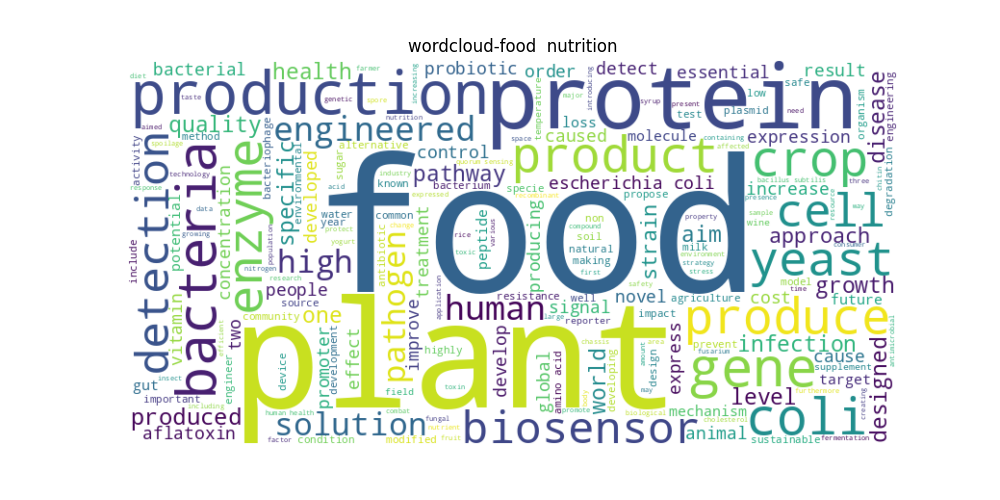 wordcloud-food  nutrition
diet
bacterial
health
farmer
increasing
probiotic
order
detect
introducing
essential
safe
result
taste
genetic
spore
production
protein
major
syrup
present
low
need
temperature
plasmid
organism
engineering
disease
aimed
nutrition
test
quality
bacteriophage
engineered
loss
caused
molecule
containing
expression
spoilage
method
alternative
space
affected
activity
detection
bacteria
enzyme
specific
environmental
developed
sugar
control
quorum sensing
product
crop
degradation
response
technology
industry
pathway
specie
bacillus subtilis
three
chitin
acid
known
bacterium
escherichia coli
increase
presence
expressed
recombinant
propose
resource
may
data
food
water
year
common
non
compound
soil
property
sample
wine
cell
potential
concentration
growing
population
protect
yogurt
antibiotic
change
treatment
rice
toxic
peptide
various
producing
natural
making
first
strain
aim
milk
environment
strategy
stress
approach
consumer
yeast
include
vitamin
nitrogen
high
pathogen
research
people
source
improve
application
human
resistance
well
signal
reporter
large
safety
novel
agriculture
impact
cost
model
time
growth
future
community
two
one
plant
produce
chassis
prevent
fusarium
infection
antimicrobial
gut
insect
efficient
engineer
device
promoter
development
effect
highly
develop
global
amino acid
world
developing
area
amount
design
express
gene
cause
supplement
target
designed
important
including
field
toxin
may
level
creating
furthermore
produced
aflatoxin
human health
solution
combat
fungal
nutrient
biosensor
promote
study
biological
mechanism
cholesterol
coli
factor
condition
modified
fruit
animal
sustainable
fermentation